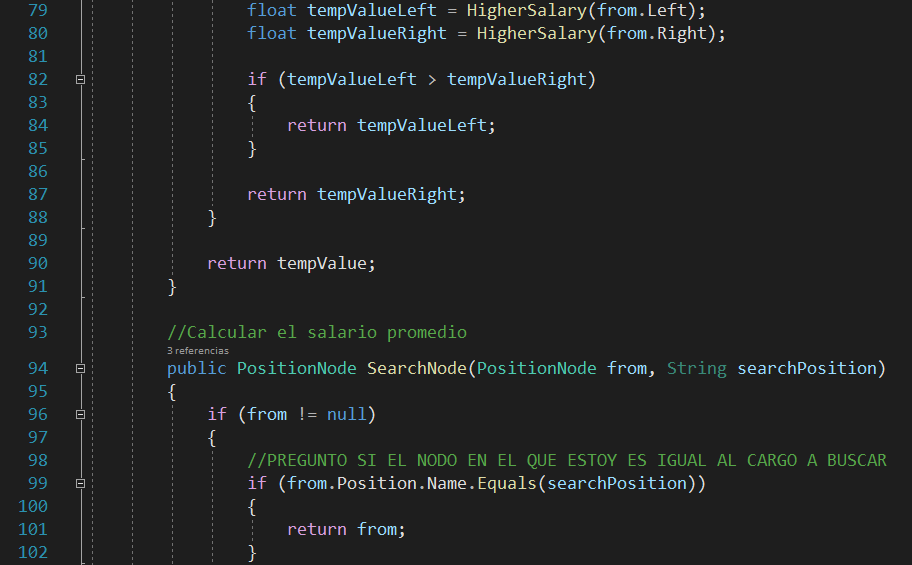 79 float tempValueLeft = HigherSalary(from.Left);
80 float tempValueRight = HigherSalary(from.Right);
81
82 if (tempValueLeft > tempValueRight)
83 {
84 return tempValueLeft;
85 }
86
87 return tempValueRight;
88 }
89
90 return tempValue;
91 }
92
93 //Calcular el salario promedio
3 referencias
94 public PositionNode SearchNode(PositionNode from, String searchPosition)
95 {
96 if (from != null)
97 {
98 //PREGUNTO SI EL NODO EN EL QUE ESTOY ES IGUAL AL CARGO A BUSCAR
99 if (from.Position.Name.Equals(searchPosition))
100 {
101 return from;
102 }